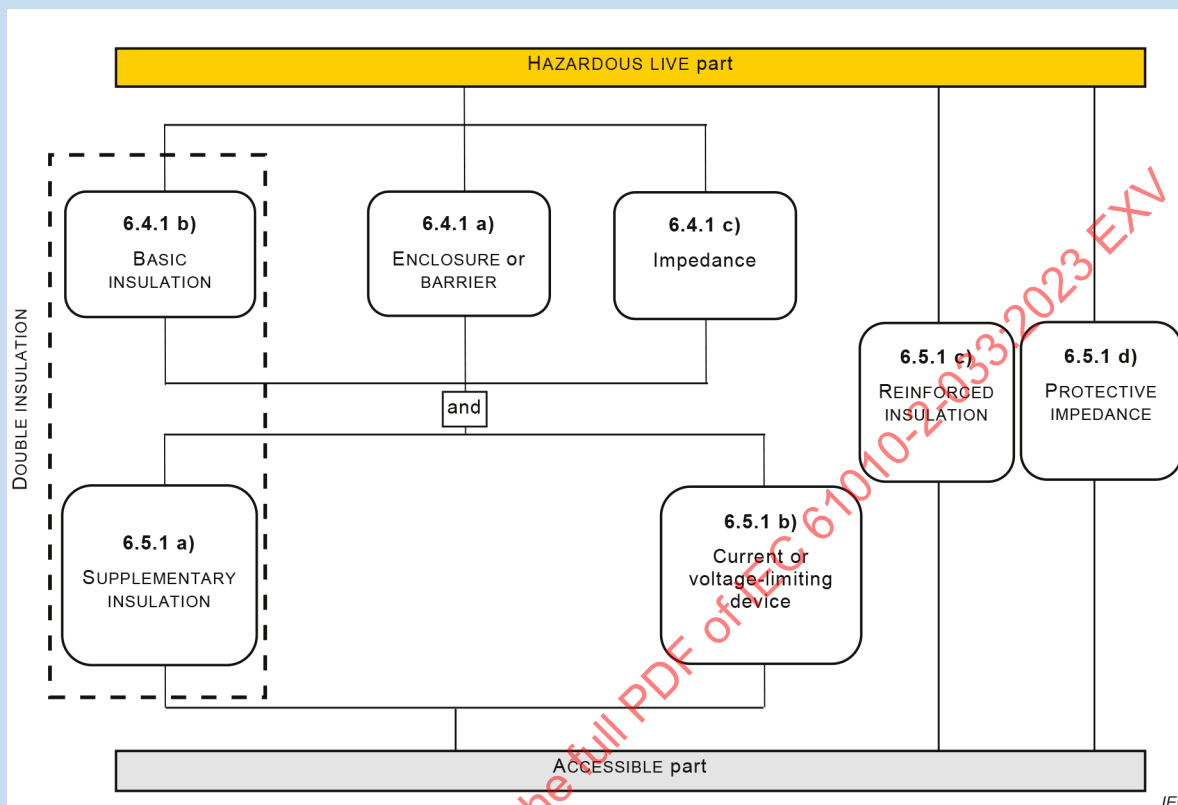 HAZARDOUS LIVE part
6.4.1 b)
BASIC
INSULATION
6.4.1 a)
ENCLOSURE or
BARRIER
6.4.1 c)
Impedance
6.5.1 c)
REINFORCED
INSULATION
6.5.1 d)
PROTECTIVE
IMPEDANCE
DOUBLE INSULATION
and
6.5.1 a)
SUPPLEMENTARY
INSULATION
6.5.1 b)
Current or
voltage-limiting
device
ACCESSIBLE part
he full PDF of IEC 61010-2-033:2023 EXV